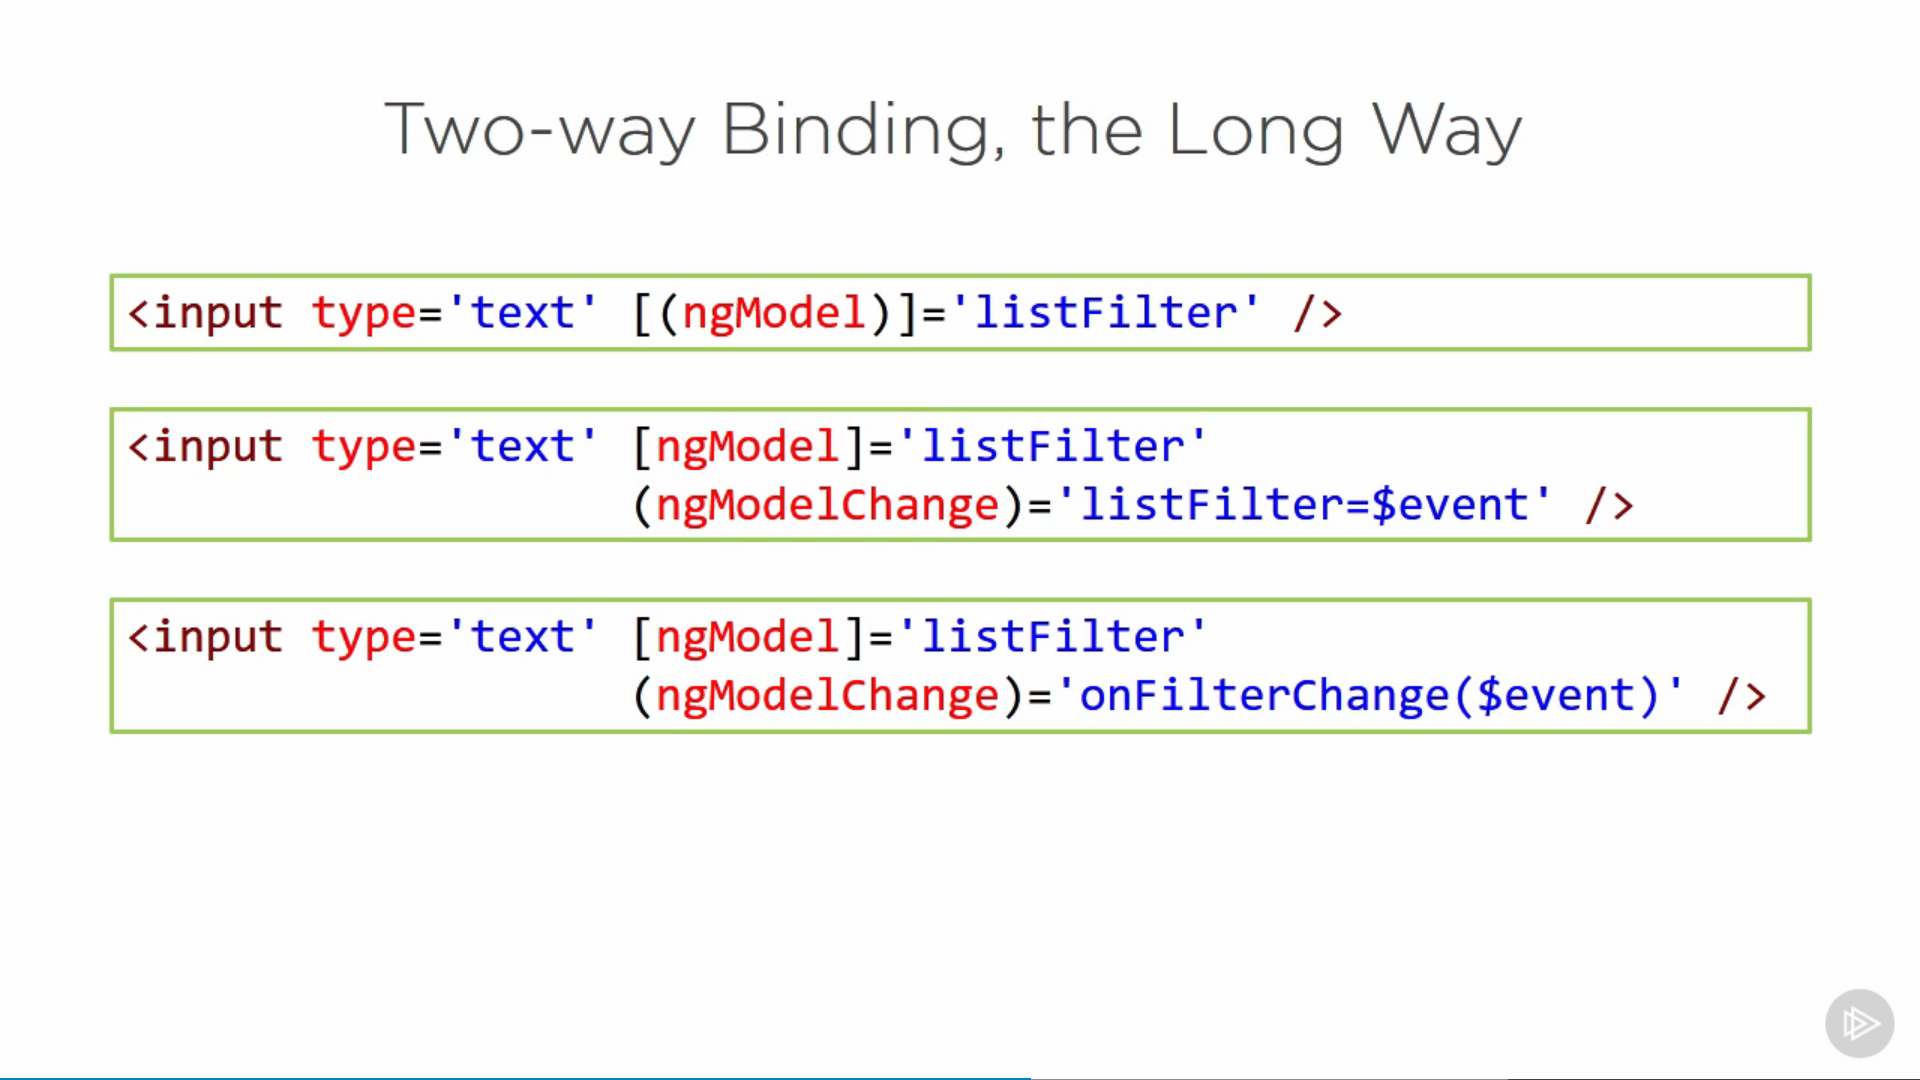 Two-way Binding, the Long Way
<input type='text' [(ngModel)]='listFilter' />
<input type='text' [ngModel]='listFilter'
(ngModelChange)='listFilter=$event' />
<input type='text' [ngModel]='listFilter'
(ngModelChange)='onFilterChange($event)' />